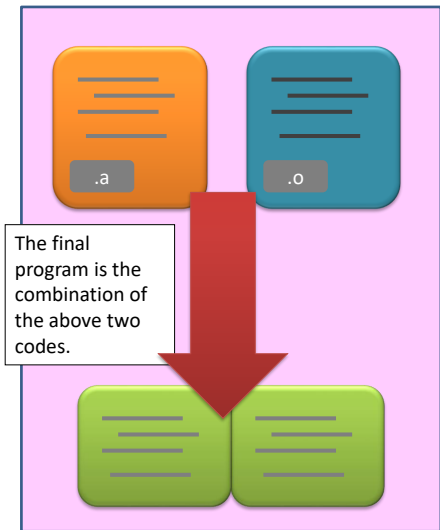 .a
.o
The final
program is the
combination of
the above two
codes.